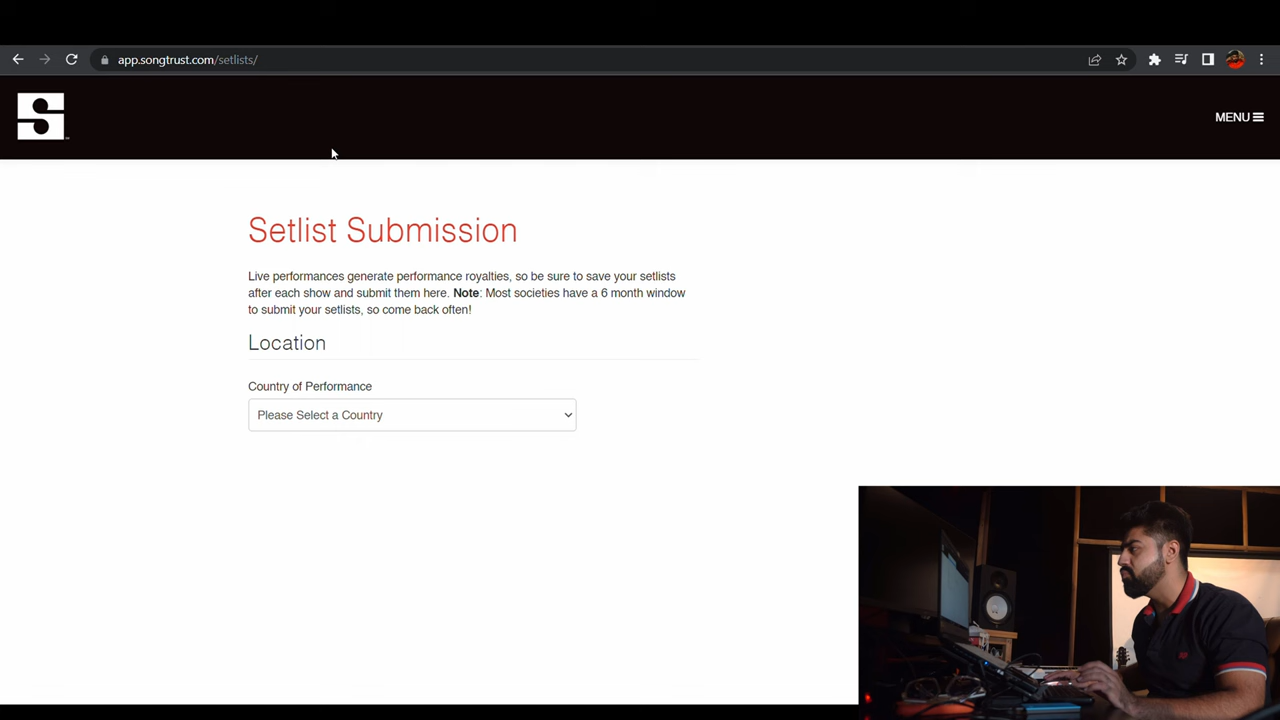 app.songtrust.com/setlists/
MENU
Setlist Submission
Live performances generate performance royalties, so be sure to save your setlists
after each show and submit them here. Note: Most societies have a 6 month window
to submit your setlists, so come back often!
Location
Country of Performance
Please Select a Country